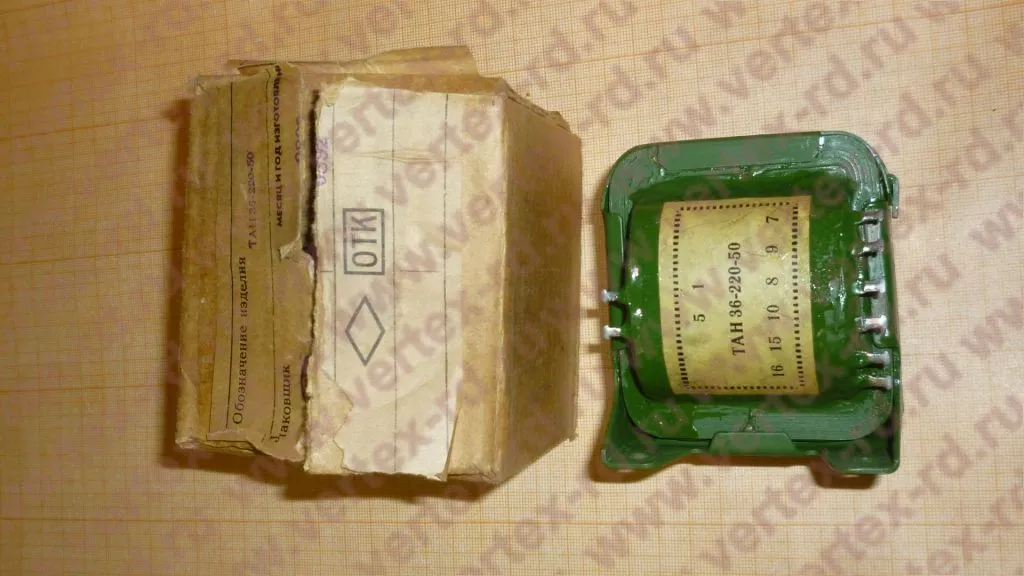 Обозначение изделия
ТАН 36-220-50
МЕСЯЦ И ГОД ИЗГОТОВЛЕНИЯ
0592
Упаковщик
ОТК
5 1
ТАН 36-220-50
16 15 10 8 9 7
www.vertex-rd.ru